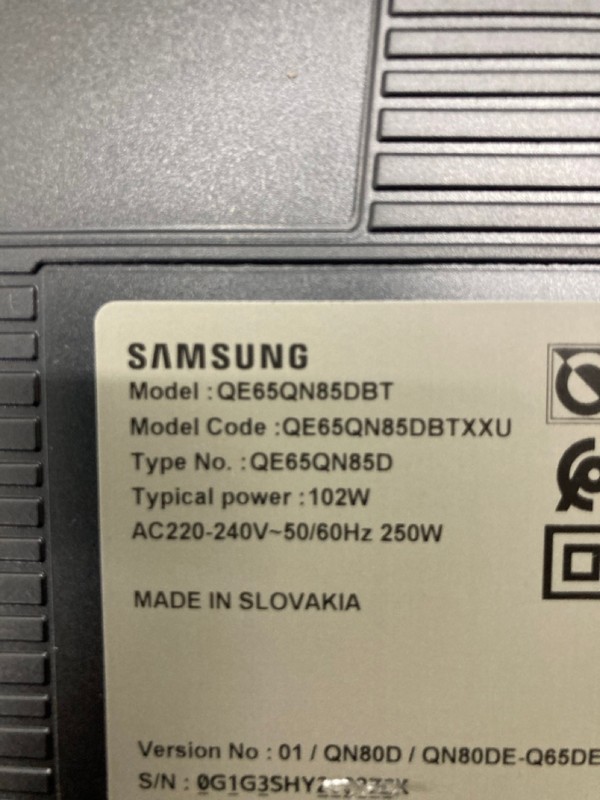 SAMSUNG
Model : QE65QN85DBT
Model Code : QE65QN85DBTXXU
Type No. : QE65QN85D
Typical power : 102W
AC220-240V~50/60Hz 250W
MADE IN SLOVAKIA
Version No : 01 / QN80D / QN80DE-Q65DE
S/N :